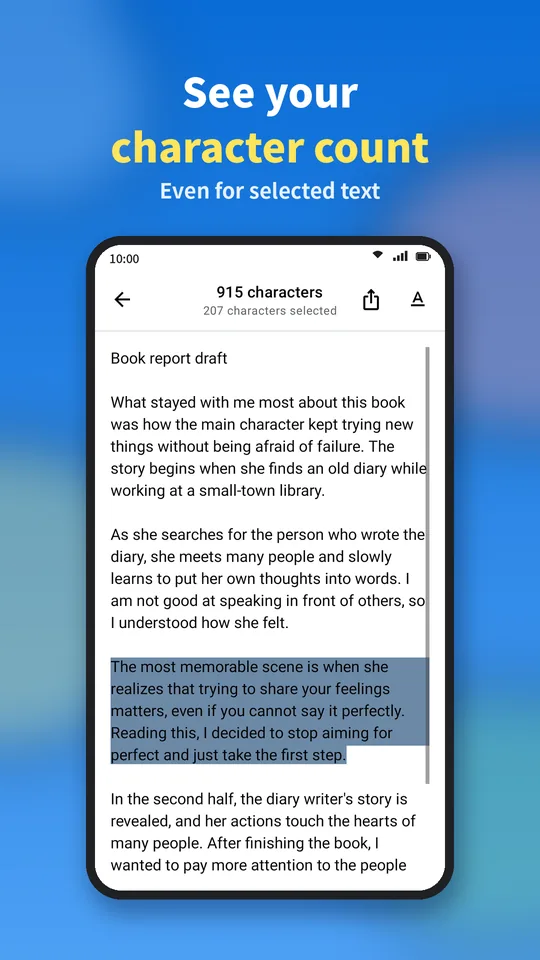 See your
character count
Even for selected text
10:00
915 characters
207 characters selected
A
Book report draft
What stayed with me most about this book
was how the main character kept trying new
things without being afraid of failure. The
story begins when she finds an old diary while
working at a small-town library.
As she searches for the person who wrote the
diary, she meets many people and slowly
learns to put her own thoughts into words. I
am not good at speaking in front of others, so
I understood how she felt.
The most memorable scene is when she
realizes that trying to share your feelings
matters, even if you cannot say it perfectly.
Reading this, I decided to stop aiming for
perfect and just take the first step.
In the second half, the diary writer's story is
revealed, and her actions touch the hearts of
many people. After finishing the book, I
wanted to pay more attention to the people